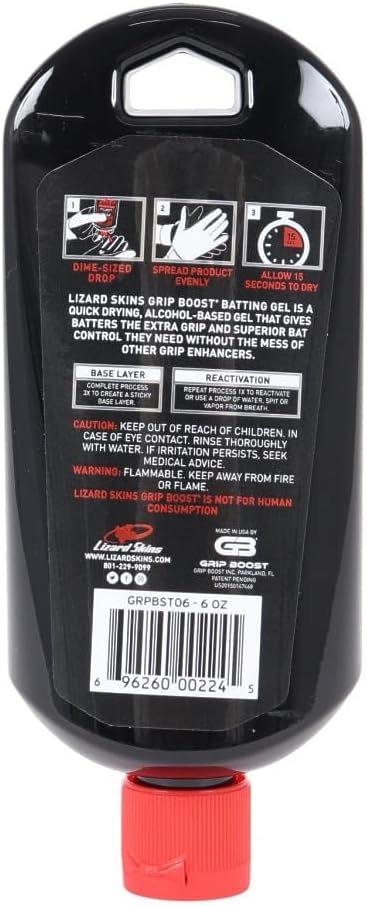 1
2
3
15
DIME-SIZED
DROP
SPREAD PRODUCT
EVENLY
ALLOW 15
SECONDS TO DRY
LIZARD SKINS GRIP BOOST® BATTING GEL IS A
QUICK DRYING, ALCOHOL-BASED GEL THAT GIVES
BATTERS THE EXTRA GRIP AND SUPERIOR BAT
CONTROL THEY NEED WITHOUT THE MESS OF
OTHER GRIP ENHANCERS.
BASE LAYER
COMPLETE PROCESS
3X TO CREATE A STICKY
BASE LAYER.
REACTIVATION
REPEAT PROCESS 1X TO REACTIVATE
OR USE A DROP OF WATER, SPIT OR
VAPOR FROM BREATH.
CAUTION: KEEP OUT OF REACH OF CHILDREN. IN
CASE OF EYE CONTACT. RINSE THOROUGHLY
WITH WATER. IF IRRITATION PERSISTS, SEEK
MEDICAL ADVICE.
WARNING: FLAMMABLE. KEEP AWAY FROM FIRE
OR FLAME.
LIZARD SKINS GRIP BOOST® IS NOT FOR HUMAN
CONSUMPTION
Lizard Skins
WWW.LIZARDSKINS.COM
801-229-9099
MADE IN USA BY
GB
GRIP BOOST
GRIP BOOST INC. PARKLAND, FL
PATENT PENDING
US20150147448
GRPBST06 - 6 OZ
6 96260 00224 5